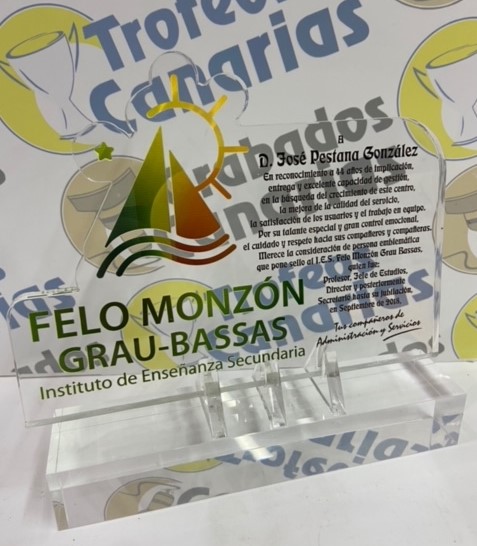 Trofeos
Canarias
Grabados
A
D. José Pestana González
En reconocimiento a 44 años de implicación,
entrega y excelente capacidad de gestión,
en la búsqueda del crecimiento de este centro,
la mejora de la calidad del servicio,
la satisfacción de los usuarios y el trabajo en equipo.
Por su talante especial y gran control emocional,
el cuidado y respeto hacia sus compañeros y compañeras.
Merece la consideración de persona emblemática
que pone sello al I.E.S. Felo Monzón Grau Bassas,
quien fue:
Profesor, Jefe de Estudios,
Director y posteriormente
Secretario hasta su jubilación,
en Septiembre de 2018.
Tus compañeros de
Administración y Servicios
FELO MONZÓN
GRAU-BASSAS
Instituto de Enseñanza Secundaria